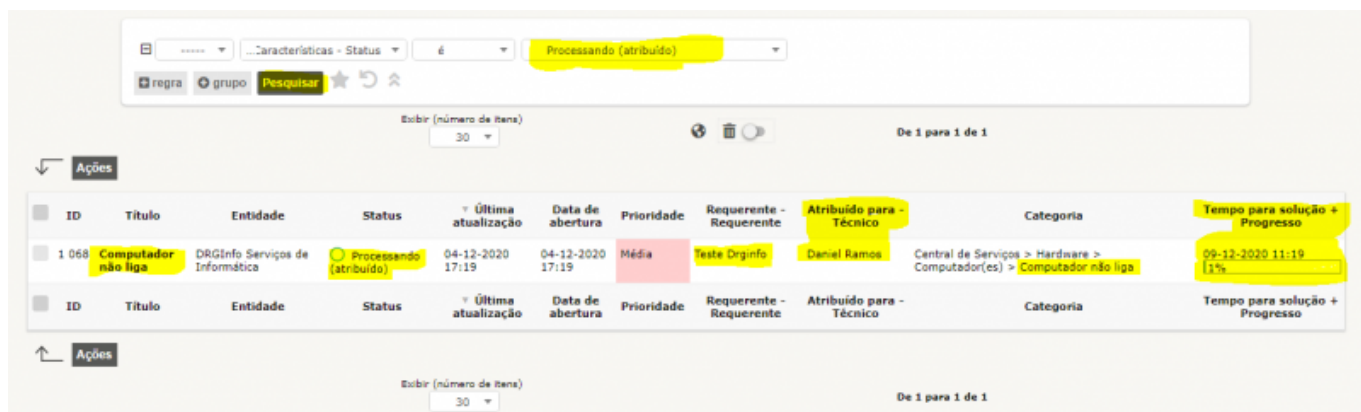 ----- ...Características - Status é Processando (atribuído)
regra grupo Pesquisar
Exibir (número de itens)
30 De 1 para 1 de 1
Ações
ID Título Entidade Status Última atualização Data de abertura Prioridade Requerente - Requerente Atribuído para - Técnico Categoria Tempo para solução + Progresso
1 068 Computador não liga DRGInfo Serviços de Informática Processando (atribuído) 04-12-2020 17:19 04-12-2020 17:19 Média Teste Drginfo Daniel Ramos Central de Serviços > Hardware > Computador(es) > Computador não liga 09-12-2020 11:19 1%
ID Título Entidade Status Última atualização Data de abertura Prioridade Requerente - Requerente Atribuído para - Técnico Categoria Tempo para solução + Progresso
Ações
Exibir (número de itens)
30 De 1 para 1 de 1